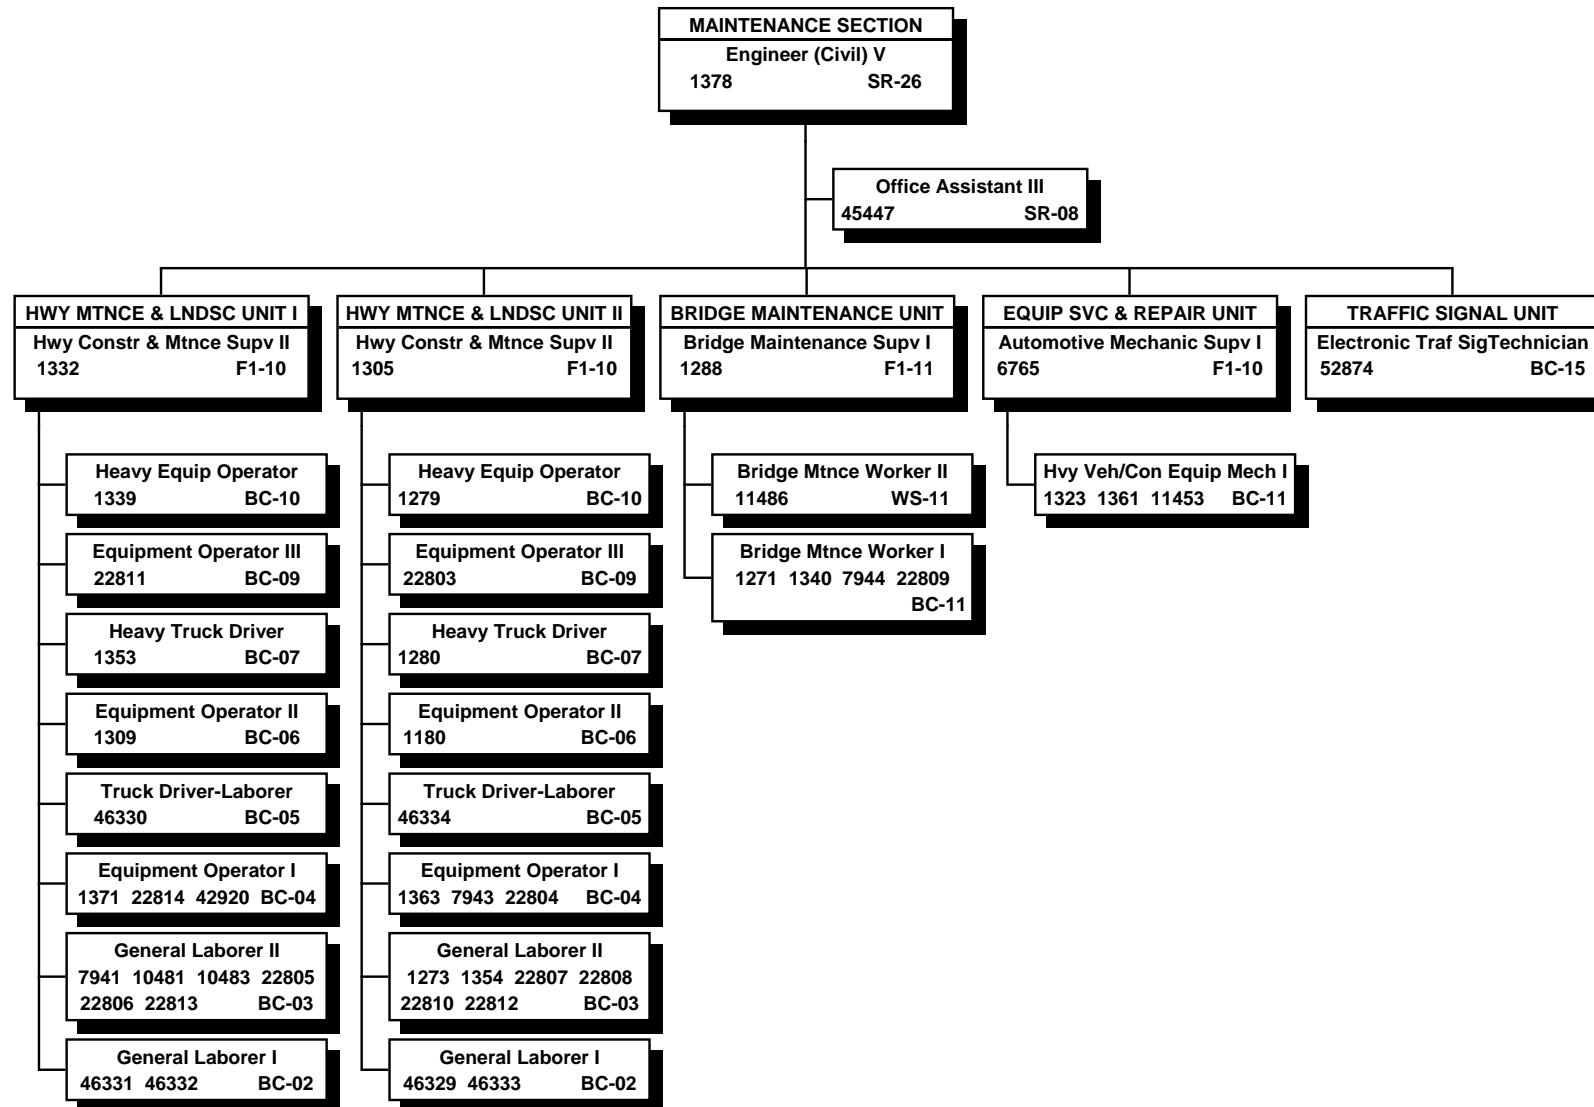 MAINTENANCE SECTION
Engineer (Civil) V
1378 SR-26
Office Assistant III
45447 SR-08
HWY MTNCE & LNDSC UNIT I
Hwy Constr & Mtnce Supv II
1332 F1-10
Heavy Equip Operator
1339 BC-10
Equipment Operator III
22811 BC-09
Heavy Truck Driver
1353 BC-07
Equipment Operator II
1309 BC-06
Truck Driver-Laborer
46330 BC-05
Equipment Operator I
1371 22814 42920 BC-04
General Laborer II
7941 10481 10483 22805
22806 22813 BC-03
General Laborer I
46331 46332 BC-02
HWY MTNCE & LNDSC UNIT II
Hwy Constr & Mtnce Supv II
1305 F1-10
Heavy Equip Operator
1279 BC-10
Equipment Operator III
22803 BC-09
Heavy Truck Driver
1280 BC-07
Equipment Operator II
1180 BC-06
Truck Driver-Laborer
46334 BC-05
Equipment Operator I
1363 7943 22804 BC-04
General Laborer II
1273 1354 22807 22808
22810 22812 BC-03
General Laborer I
46329 46333 BC-02
BRIDGE MAINTENANCE UNIT
Bridge Maintenance Supv I
1288 F1-11
Bridge Mtnce Worker II
11486 WS-11
Bridge Mtnce Worker I
1271 1340 7944 22809
BC-11
EQUIP SVC & REPAIR UNIT
Automotive Mechanic Supv I
6765 F1-10
Hvy Veh/Con Equip Mech I
1323 1361 11453 BC-11
TRAFFIC SIGNAL UNIT
Electronic Traf SigTechnician
52874 BC-15